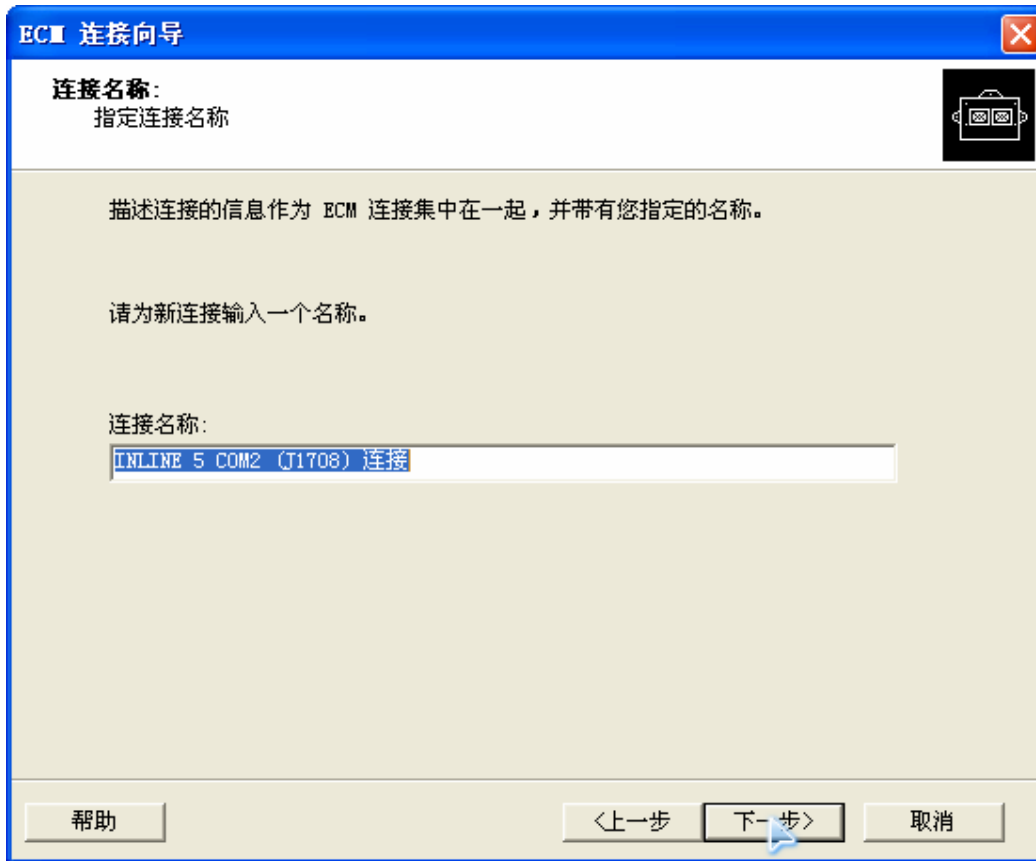 ECM 连接向导
连接名称:
指定连接名称
描述连接的信息作为 ECM 连接集中在一起，并带有您指定的名称。
请为新连接输入一个名称。
连接名称:
INLINE 5 COM2 (J1708) 连接
帮助
<上一步
下一步>
取消